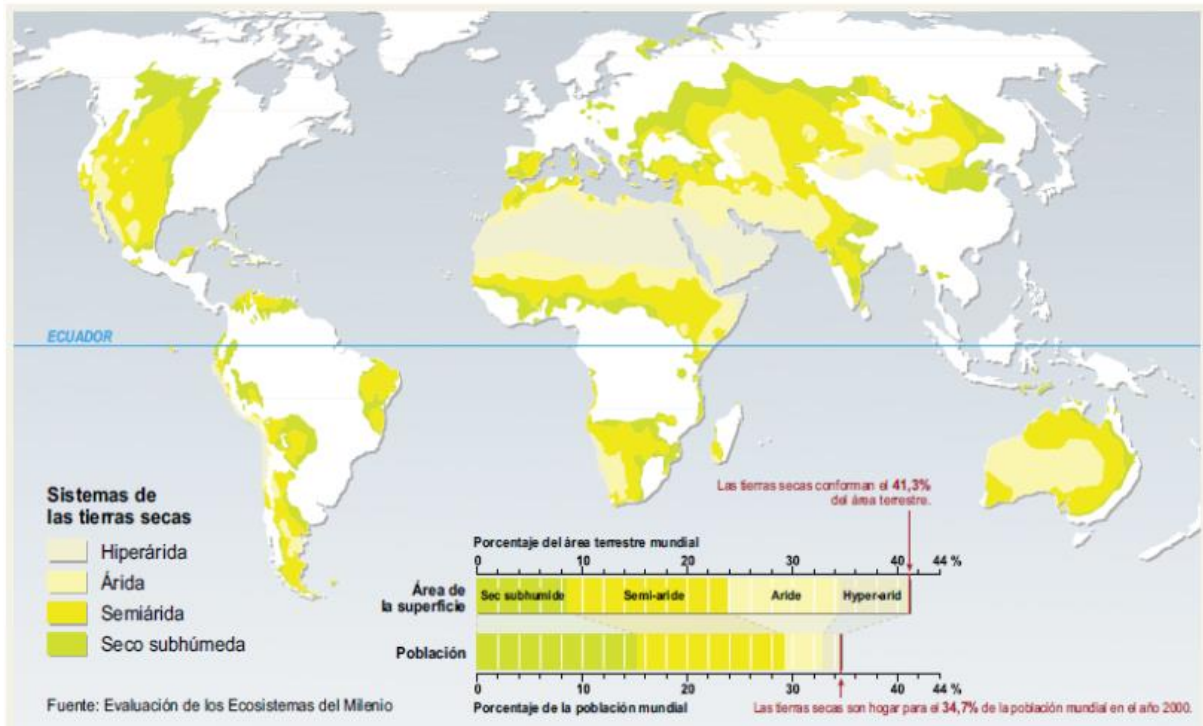 ECUADOR
Sistemas de
las tierras secas
Hiperárida
Árida
Semiárida
Seco subhúmeda
Fuente: Evaluación de los Ecosistemas del Milenio
Las tierras secas conforman el 41,3%
del área terrestre.
Porcentaje del área terrestre mundial
0 10 20 30 40 44 %
Área de
la superficie
Sec subhumide Semi-aride Aride Hyper-arid
Población
0 10 20 30 40 44 %
Porcentaje de la población mundial
Las tierras secas son hogar para el 34,7% de la población mundial en el año 2000.